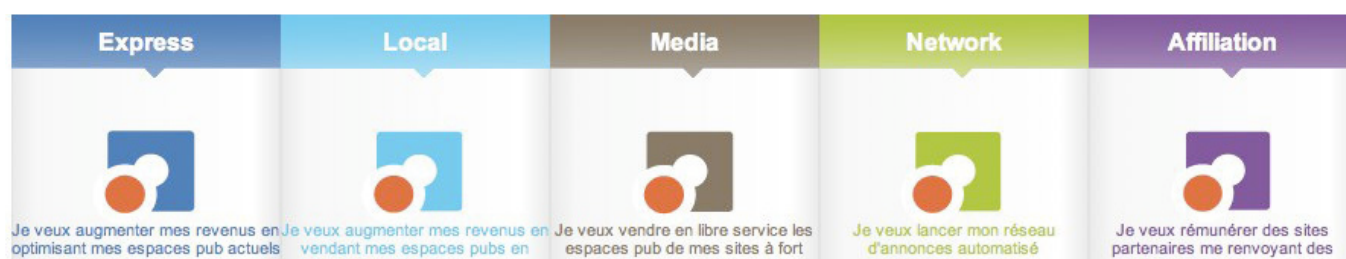 Express
Je veux augmenter mes revenus en
optimisant mes espaces pub actuels
Local
Je veux augmenter mes revenus en
vendant mes espaces pubs en
Media
Je veux vendre en libre service les
espaces pub de mes sites à fort
Network
Je veux lancer mon réseau
d'annonces automatisé
Affiliation
Je veux rémunérer des sites
partenaires me renvoyant des